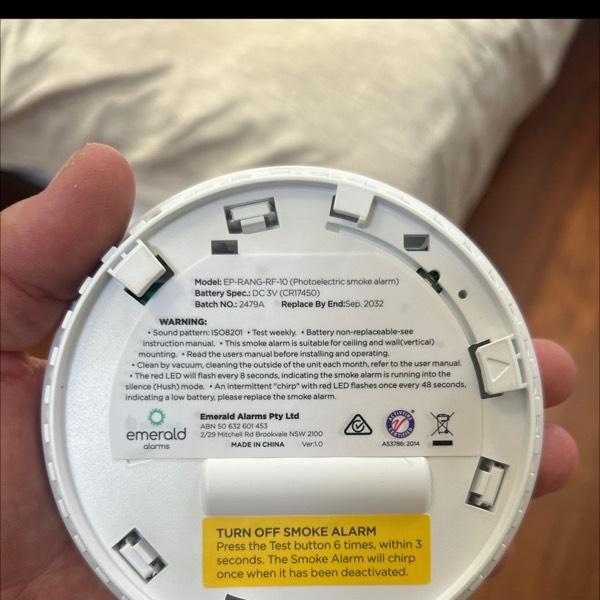 Model: EP-RANG-RF-10 (Photoelectric smoke alarm)
Battery Spec.: DC 3V (CR17450)
Batch NO.: 2479A Replace By End:Sep. 2032
WARNING:
• Sound pattern: ISO8201 • Test weekly. • Battery non-replaceable-see
instruction manual. • This smoke alarm is suitable for ceiling and wall(vertical)
mounting. • Read the users manual before installing and operating.
• Clean by vacuum, cleaning the outside of the unit each month, refer to the user manual.
• The red LED will flash every 8 seconds, indicating the smoke alarm is running into the
silence (Hush) mode. • An intermittent "chirp" with red LED flashes once every 48 seconds,
indicating a low battery, please replace the smoke alarm.
emerald
alarms
Emerald Alarms Pty Ltd
ABN 50 632 601 453
2/29 Mitchell Rd Brookvale NSW 2100
MADE IN CHINA Ver:1.0
AS3786: 2014
TURN OFF SMOKE ALARM
Press the Test button 6 times, within 3
seconds. The Smoke Alarm will chirp
once when it has been deactivated.